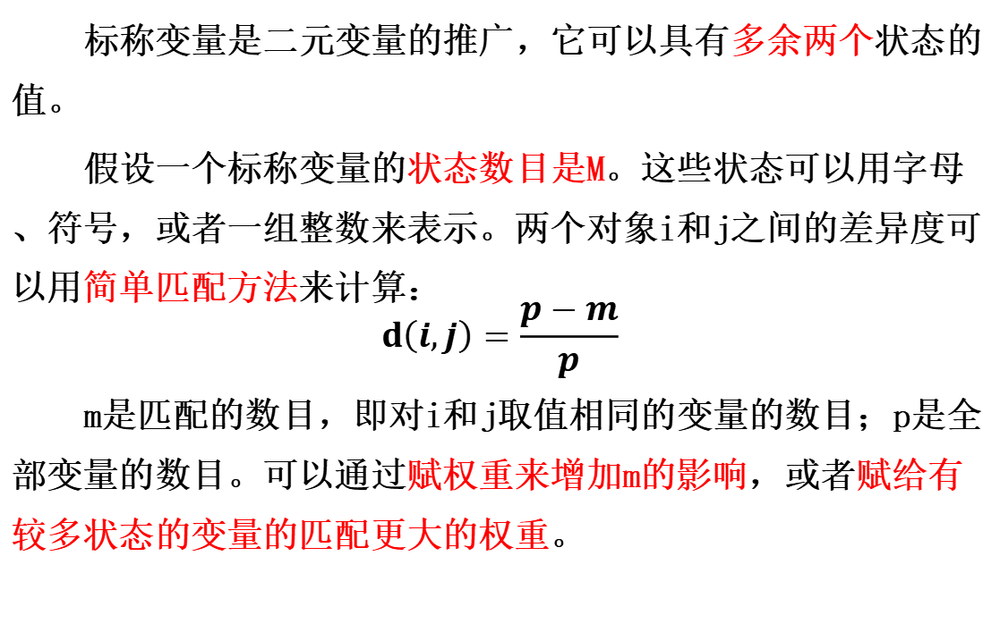 标称变量是二元变量的推广，它可以具有多余两个状态的
值。
假设一个标称变量的状态数目是M。这些状态可以用字母
、符号，或者一组整数来表示。两个对象i和j之间的差异度可
以用简单匹配方法来计算：
d(i,j) = (p − m) / p
m是匹配的数目，即对i和j取值相同的变量的数目；p是全
部变量的数目。可以通过赋权重来增加m的影响，或者赋给有
较多状态的变量的匹配更大的权重。